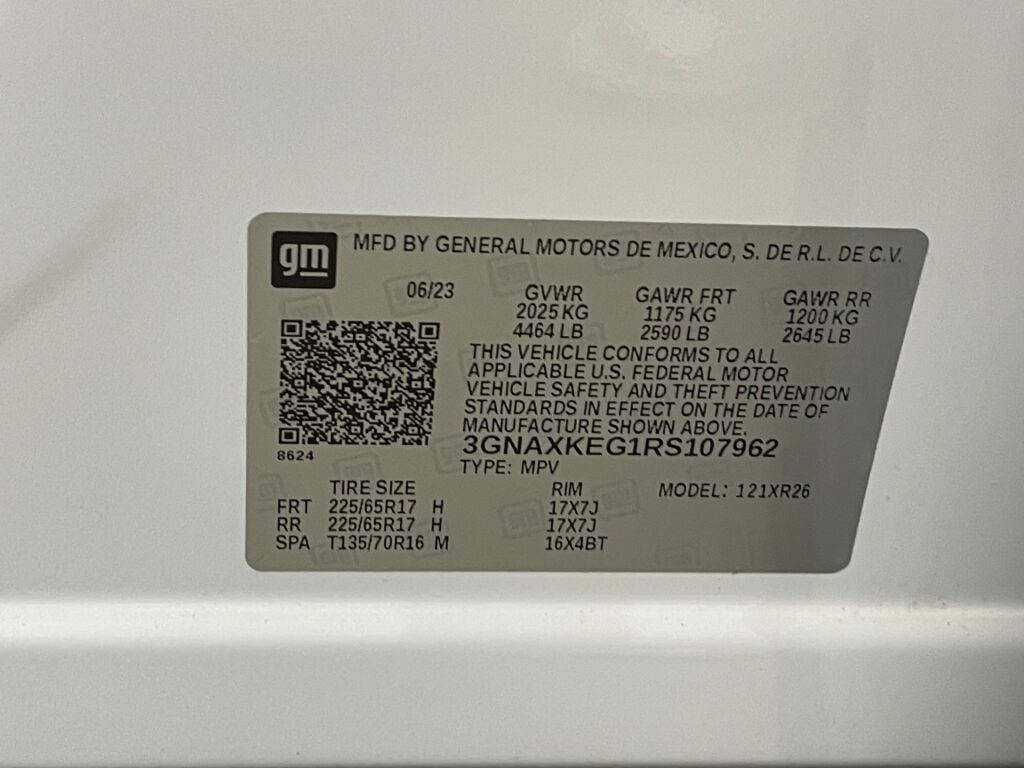 gm MFD BY GENERAL MOTORS DE MEXICO, S. DE R.L. DE C.V.
06/23 GVWR GAWR FRT GAWR RR
2025 KG 1175 KG 1200 KG
4464 LB 2590 LB 2645 LB
THIS VEHICLE CONFORMS TO ALL
APPLICABLE U.S. FEDERAL MOTOR
VEHICLE SAFETY AND THEFT PREVENTION
STANDARDS IN EFFECT ON THE DATE OF
MANUFACTURE SHOWN ABOVE.
3GNAXKEG1RS107962
8624 TYPE: MPV
TIRE SIZE RIM MODEL: 121XR26
FRT 225/65R17 H 17X7J
RR 225/65R17 H 17X7J
SPA T135/70R16 M 16X4BT